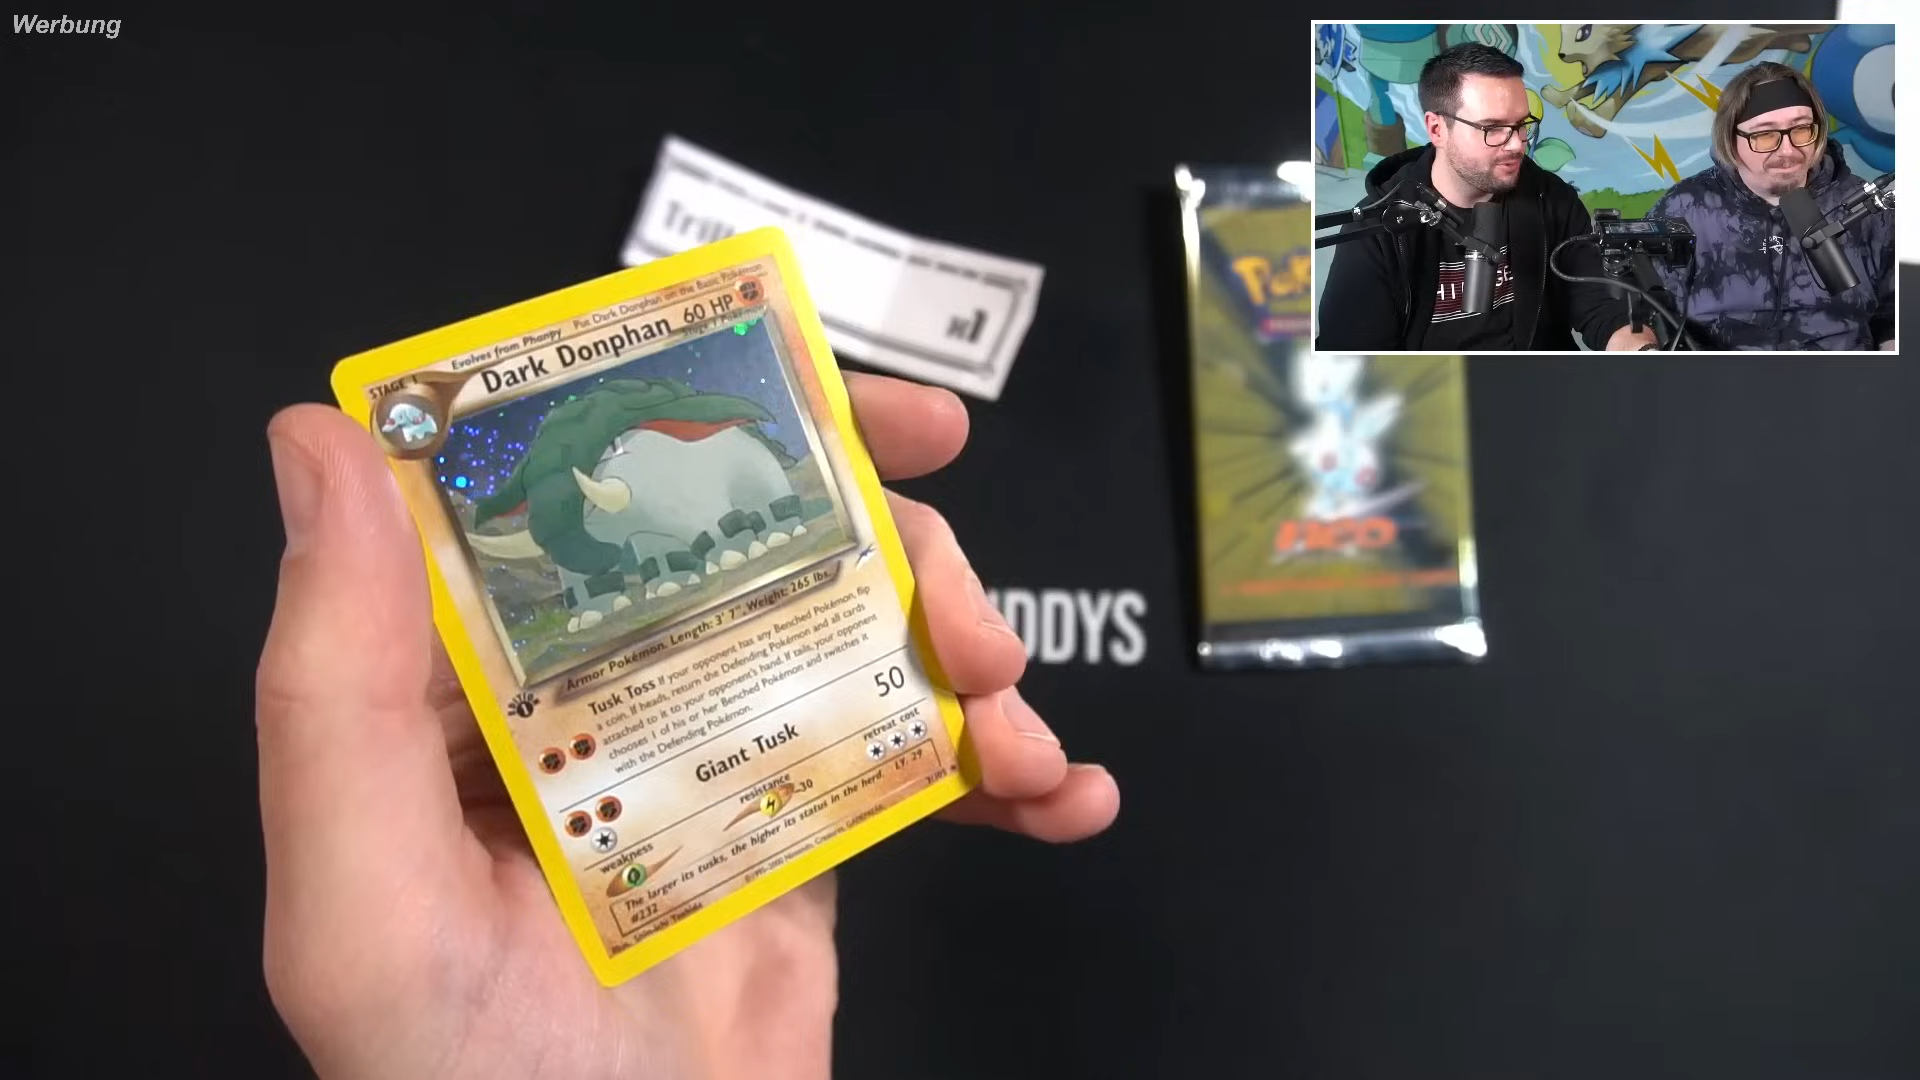 Werbung
Trill
x1
Put Dark Donphan on the Basic Pokémon
Evolves from Phanpy
STAGE 1
Dark Donphan 60 HP
Armor Pokémon. Length: 3' 7", Weight: 265 lbs.
EDITION
1
Tusk Toss If your opponent has any Benched Pokémon, flip
a coin. If heads, return the Defending Pokémon and all cards
attached to it to your opponent's hand. If tails, your opponent
chooses 1 of his or her Benched Pokémon and switches it
with the Defending Pokémon.
Giant Tusk 50
weakness
resistance
-30
retreat cost
The larger its tusks, the higher its status in the herd. LV. 29
#232
DDYS